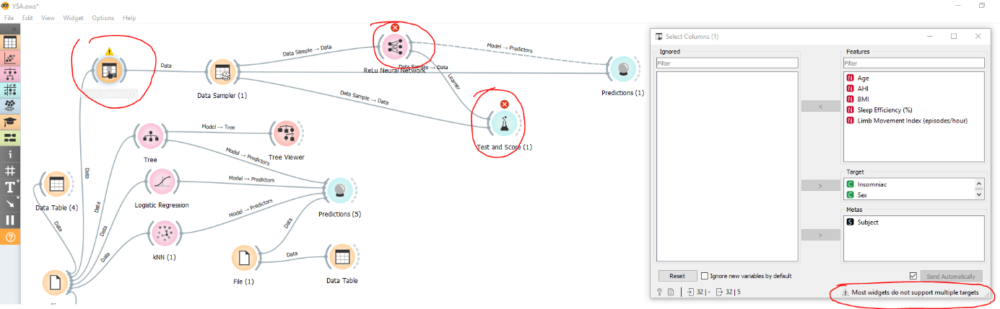 YSA.ows*
File Edit View Widget Options Help
Data
Data Sampler (1)
Data Sample → Data
ReLu Neural Network
Data Sample → Data
Model → Predictors
Predictions (1)
Learner
Data Sample → Data
Test and Score (1)
Data
Tree
Model → Tree
Tree Viewer
Model → Predictors
Data
Data Table (4)
Data
Logistic Regression
Model → Predictors
Predictions (5)
Data
kNN (1)
Model → Predictors
Data
Data
File (1)
Data
Data Table
Select Columns (1)
Ignored
Filter
Features
Filter
N Age
N AHI
N BMI
N Sleep Efficiency (%)
N Limb Movement Index (episodes/hour)
<
>
>
Target
C Insomniac
C Sex
Metas
S Subject
Reset
Ignore new variables by default
Send Automatically
? 32 | - 32 | 5
Most widgets do not support multiple targets